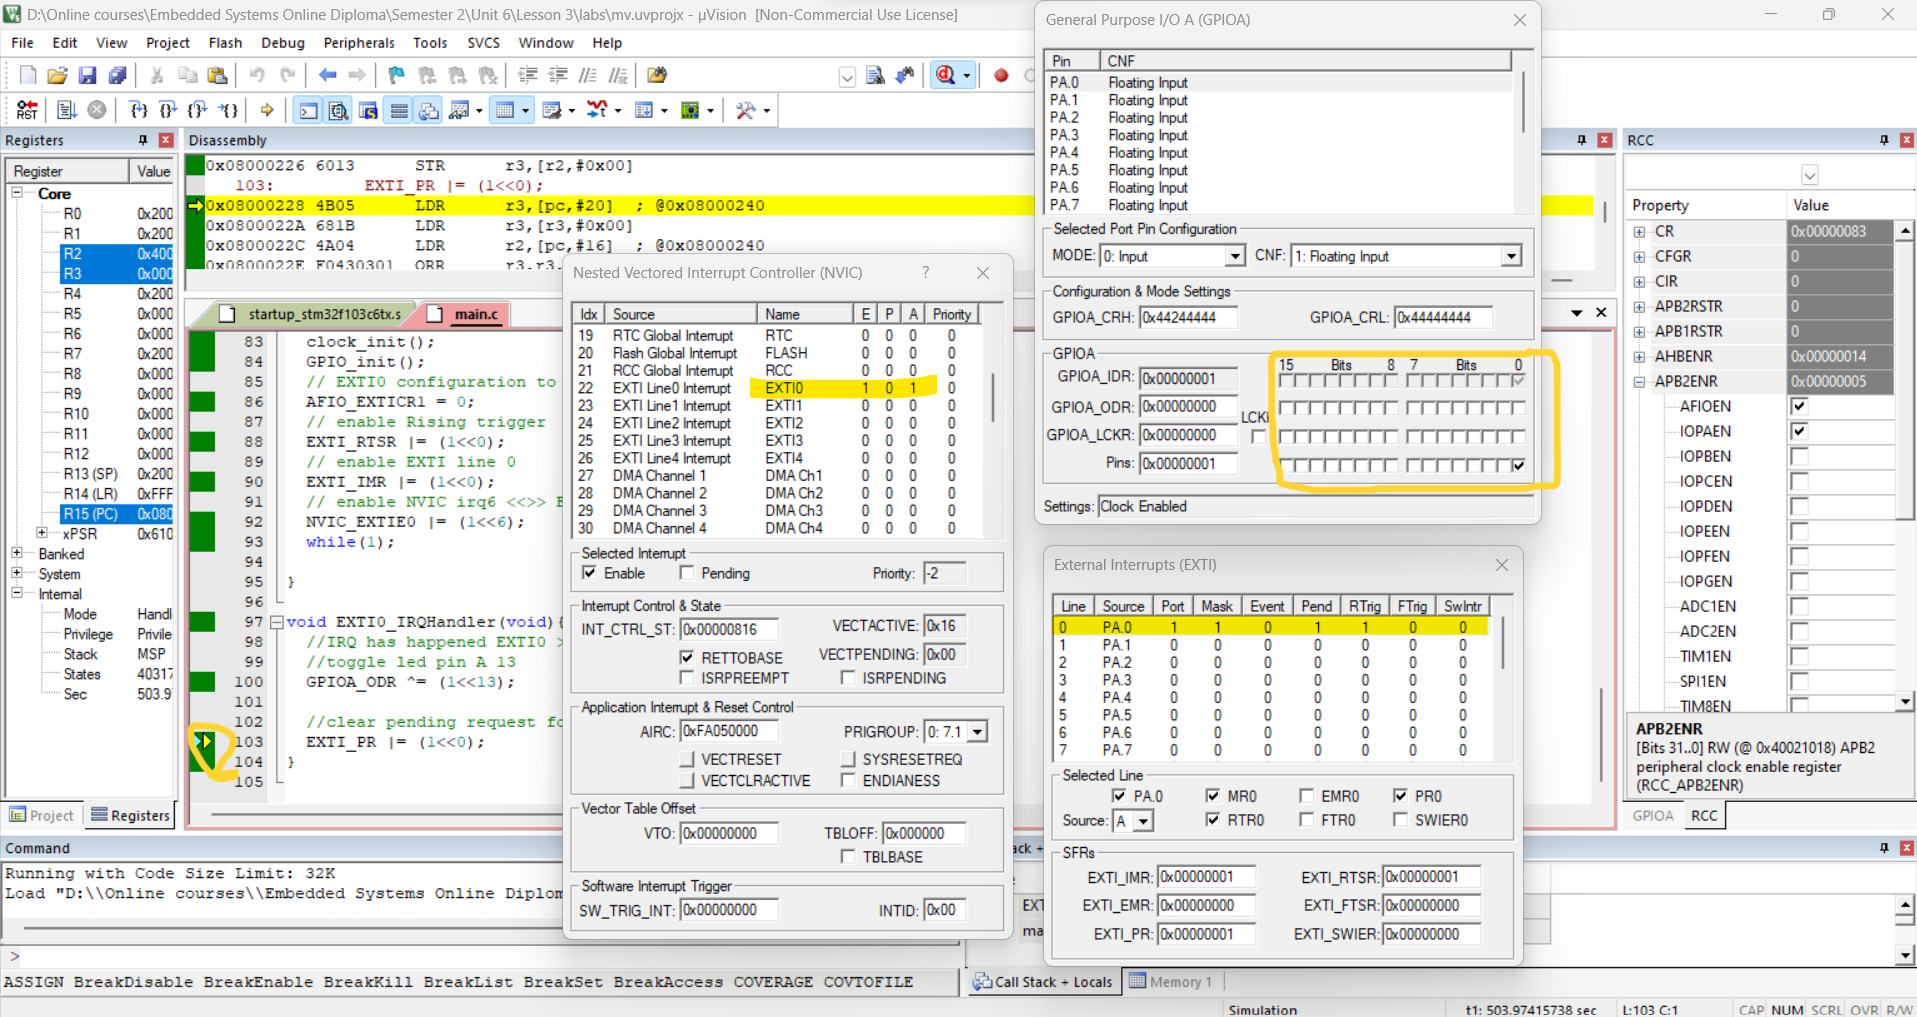 D:\Online courses\Embedded Systems Online Diploma\Semester 2\Unit 6\Lesson 3\labs\mv.uvprojx - µVision [Non-Commercial Use License]
File Edit View Project Flash Debug Peripherals Tools SVCS Window Help
RST
Registers
Register Value
Core
R0 0x200
R1 0x200
R2 0x400
R3 0x000
R4 0x200
R5 0x000
R6 0x000
R7 0x200
R8 0x000
R9 0x000
R10 0x000
R11 0x000
R12 0x000
R13 (SP) 0x200
R14 (LR) 0xFFF
R15 (PC) 0x080
xPSR 0x610
Banked
System
Internal
Mode Handl
Privilege Privile
Stack MSP
States 40317
Sec 503.9
Project Registers
Disassembly
0x08000226 6013 STR r3,[r2,#0x00]
103: EXTI_PR |= (1<<0);
0x08000228 4B05 LDR r3,[pc,#20] ; @0x08000240
0x0800022A 681B LDR r3,[r3,#0x00]
0x0800022C 4A04 LDR r2,[pc,#16] ; @0x08000240
0x0800022E F0430301 ORR r3,r3,
startup_stm32f103c6tx.s main.c
83 clock_init();
84 GPIO_init();
85 // EXTI0 configuration to
86 AFIO_EXTICR1 = 0;
87 // enable Rising trigger
88 EXTI_RTSR |= (1<<0);
89 // enable EXTI line 0
90 EXTI_IMR |= (1<<0);
91 // enable NVIC irq6 <<>> E
92 NVIC_EXTIE0 |= (1<<6);
93 while(1);
94
95 }
96
97 void EXTI0_IRQHandler(void){
98 //IRQ has happened EXTI0 >
99 //toggle led pin A 13
100 GPIOA_ODR ^= (1<<13);
101
102 //clear pending request fo
103 EXTI_PR |= (1<<0);
104 }
105
Nested Vectored Interrupt Controller (NVIC) ?
Idx Source Name E P A Priority
19 RTC Global Interrupt RTC 0 0 0 0
20 Flash Global Interrupt FLASH 0 0 0 0
21 RCC Global Interrupt RCC 0 0 0 0
22 EXTI Line0 Interrupt EXTI0 1 0 1 0
23 EXTI Line1 Interrupt EXTI1 0 0 0 0
24 EXTI Line2 Interrupt EXTI2 0 0 0 0
25 EXTI Line3 Interrupt EXTI3 0 0 0 0
26 EXTI Line4 Interrupt EXTI4 0 0 0 0
27 DMA Channel 1 DMA Ch1 0 0 0 0
28 DMA Channel 2 DMA Ch2 0 0 0 0
29 DMA Channel 3 DMA Ch3 0 0 0 0
30 DMA Channel 4 DMA Ch4 0 0 0 0
Selected Interrupt
Enable Pending Priority: -2
Interrupt Control & State
INT_CTRL_ST: 0x00000816 VECTACTIVE: 0x16
RETTOBASE VECTPENDING: 0x00
ISRPREEMPT ISRPENDING
Application Interrupt & Reset Control
AIRC: 0xFA050000 PRIGROUP: 0: 7.1
VECTRESET SYSRESETREQ
VECTCLRACTIVE ENDIANESS
Vector Table Offset
VTO: 0x00000000 TBLOFF: 0x000000
TBLBASE
Software Interrupt Trigger
SW_TRIG_INT: 0x00000000 INTID: 0x00
General Purpose I/O A (GPIOA)
Pin CNF
PA.0 Floating Input
PA.1 Floating Input
PA.2 Floating Input
PA.3 Floating Input
PA.4 Floating Input
PA.5 Floating Input
PA.6 Floating Input
PA.7 Floating Input
Selected Port Pin Configuration
MODE: 0: Input CNF: 1: Floating Input
Configuration & Mode Settings
GPIOA_CRH: 0x44244444 GPIOA_CRL: 0x44444444
GPIOA 15 Bits 8 7 Bits 0
GPIOA_IDR: 0x00000001
GPIOA_ODR: 0x00000000
LCKI
GPIOA_LCKR: 0x00000000
Pins: 0x00000001
Settings: Clock Enabled
External Interrupts (EXTI)
Line Source Port Mask Event Pend RTrig FTrig SwIntr
0 PA.0 1 1 0 1 1 0 0
1 PA.1 0 0 0 0 0 0 0
2 PA.2 0 0 0 0 0 0 0
3 PA.3 0 0 0 0 0 0 0
4 PA.4 0 0 0 0 0 0 0
5 PA.5 0 0 0 0 0 0 0
6 PA.6 0 0 0 0 0 0 0
7 PA.7 0 0 0 0 0 0 0
Selected Line
PA.0 MR0 EMR0 PR0
Source: A RTR0 FTR0 SWIER0
SFRs
EXTI_IMR: 0x00000001 EXTI_RTSR: 0x00000001
EXTI_EMR: 0x00000000 EXTI_FTSR: 0x00000000
EXTI_PR: 0x00000001 EXTI_SWIER: 0x00000000
RCC
Property Value
CR 0x00000083
CFGR 0
CIR 0
APB2RSTR 0
APB1RSTR 0
AHBENR 0x00000014
APB2ENR 0x00000005
AFIOEN
IOPAEN
IOPBEN
IOPCEN
IOPDEN
IOPEEN
IOPFEN
IOPGEN
ADC1EN
ADC2EN
TIM1EN
SPI1EN
TIM8EN
APB2ENR
[Bits 31..0] RW (@ 0x40021018) APB2
peripheral clock enable register
(RCC_APB2ENR)
GPIOA RCC
Command
Running with Code Size Limit: 32K
Load "D:\\Online courses\\Embedded Systems Online Diplom
>
ASSIGN BreakDisable BreakEnable BreakKill BreakList BreakSet BreakAccess COVERAGE COVTOFILE
ack +
EXT
ma
Call Stack + Locals Memory 1
Simulation t1: 503.97415738 sec L:103 C:1 CAP NUM SCRL OVR R/W